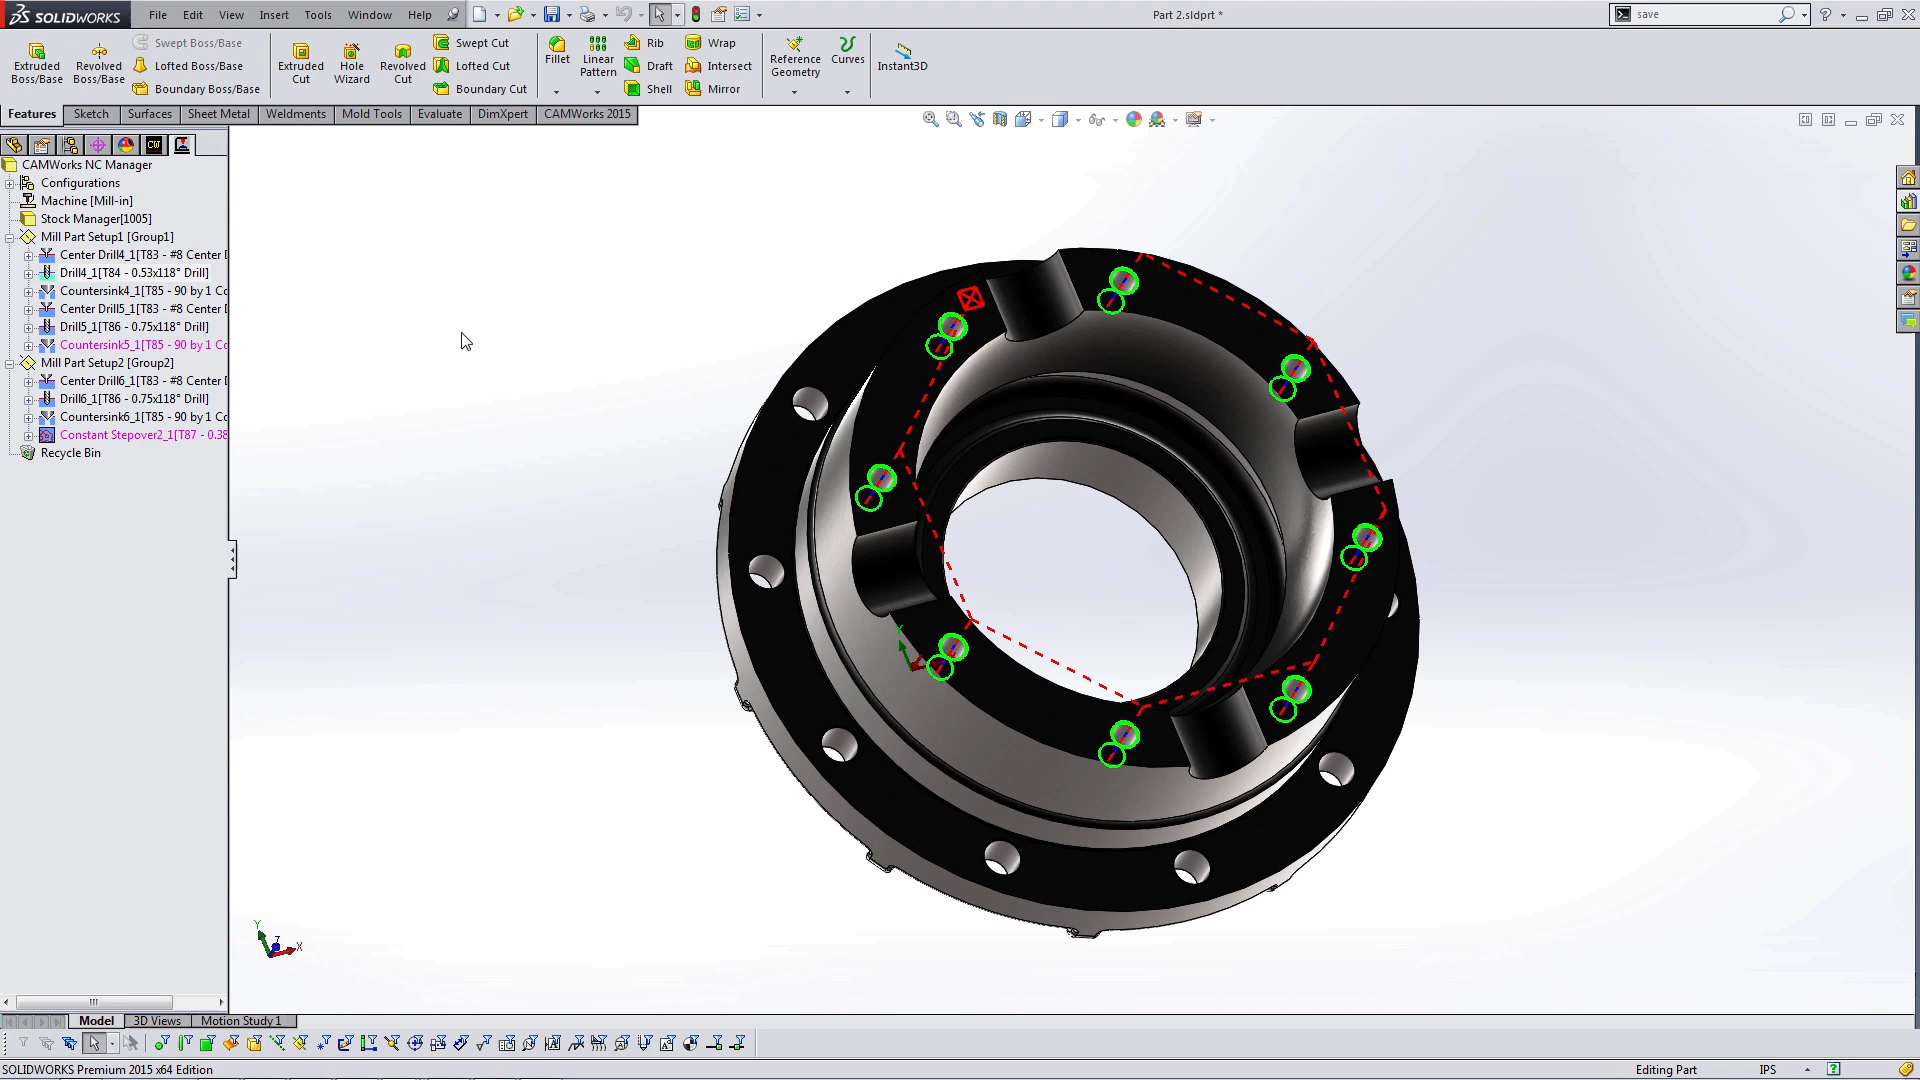 SOLIDWORKS
File Edit View Insert Tools Window Help
Part 2.sldprt *
save
Extruded Boss/Base
Revolved Boss/Base
Swept Boss/Base
Lofted Boss/Base
Boundary Boss/Base
Extruded Cut
Hole Wizard
Revolved Cut
Swept Cut
Lofted Cut
Boundary Cut
Fillet
Linear Pattern
Rib
Draft
Shell
Wrap
Intersect
Mirror
Reference Geometry
Curves
Instant3D
Features Sketch Surfaces Sheet Metal Weldments Mold Tools Evaluate DimXpert CAMWorks 2015
CW
CAMWorks NC Manager
Configurations
Machine [Mill-in]
Stock Manager[1005]
Mill Part Setup1 [Group1]
Center Drill4_1[T83 - #8 Center
Drill4_1[T84 - 0.53x118° Drill]
Countersink4_1[T85 - 90 by 1 Co
Center Drill5_1[T83 - #8 Center
Drill5_1[T86 - 0.75x118° Drill]
Countersink5_1[T85 - 90 by 1 Co
Mill Part Setup2 [Group2]
Center Drill6_1[T83 - #8 Center
Drill6_1[T86 - 0.75x118° Drill]
Countersink6_1[T85 - 90 by 1 Co
Constant Stepover2_1[T87 - 0.38
Recycle Bin
Y
Y
Z
X
Model 3D Views Motion Study 1
SOLIDWORKS Premium 2015 x64 Edition
Editing Part
IPS